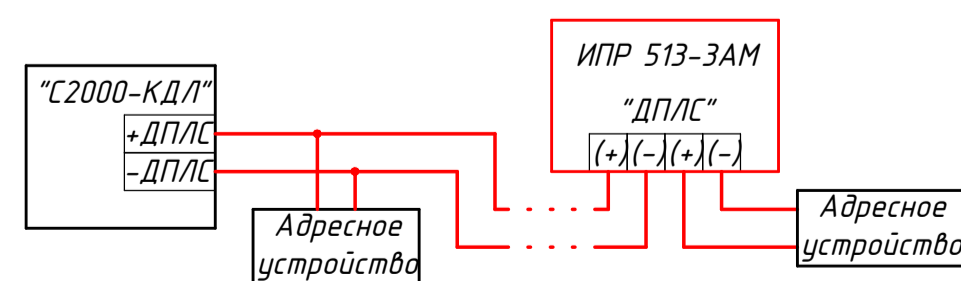 "С2000-КДЛ"
+ДПЛС
-ДПЛС
Адресное
устройство
ИПР 513-3АМ
"ДПЛС"
(+) (-) (+) (-)
Адресное
устройство